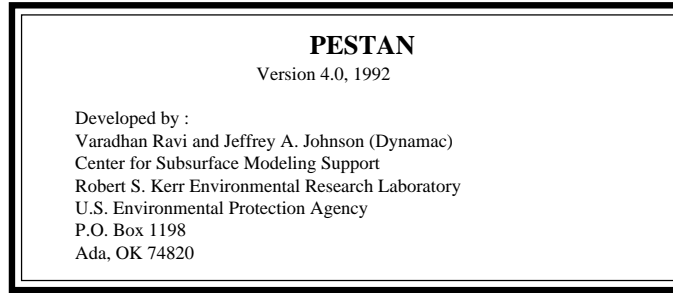 PESTAN
Version 4.0, 1992
Developed by :
Varadhan Ravi and Jeffrey A. Johnson (Dynamac)
Center for Subsurface Modeling Support
Robert S. Kerr Environmental Research Laboratory
U.S. Environmental Protection Agency
P.O. Box 1198
Ada, OK 74820